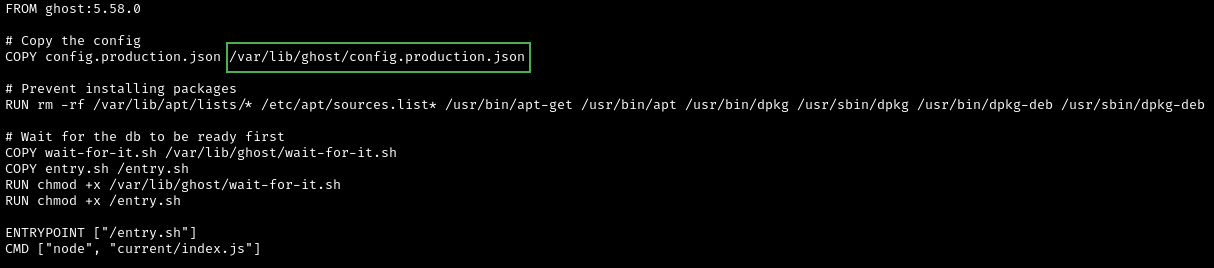 FROM ghost:5.58.0
# Copy the config
COPY config.production.json /var/lib/ghost/config.production.json
# Prevent installing packages
RUN rm -rf /var/lib/apt/lists/* /etc/apt/sources.list* /usr/bin/apt-get /usr/bin/apt /usr/bin/dpkg /usr/sbin/dpkg /usr/bin/dpkg-deb /usr/sbin/dpkg-deb
# Wait for the db to be ready first
COPY wait-for-it.sh /var/lib/ghost/wait-for-it.sh
COPY entry.sh /entry.sh
RUN chmod +x /var/lib/ghost/wait-for-it.sh
RUN chmod +x /entry.sh
ENTRYPOINT ["/entry.sh"]
CMD ["node", "current/index.js"]